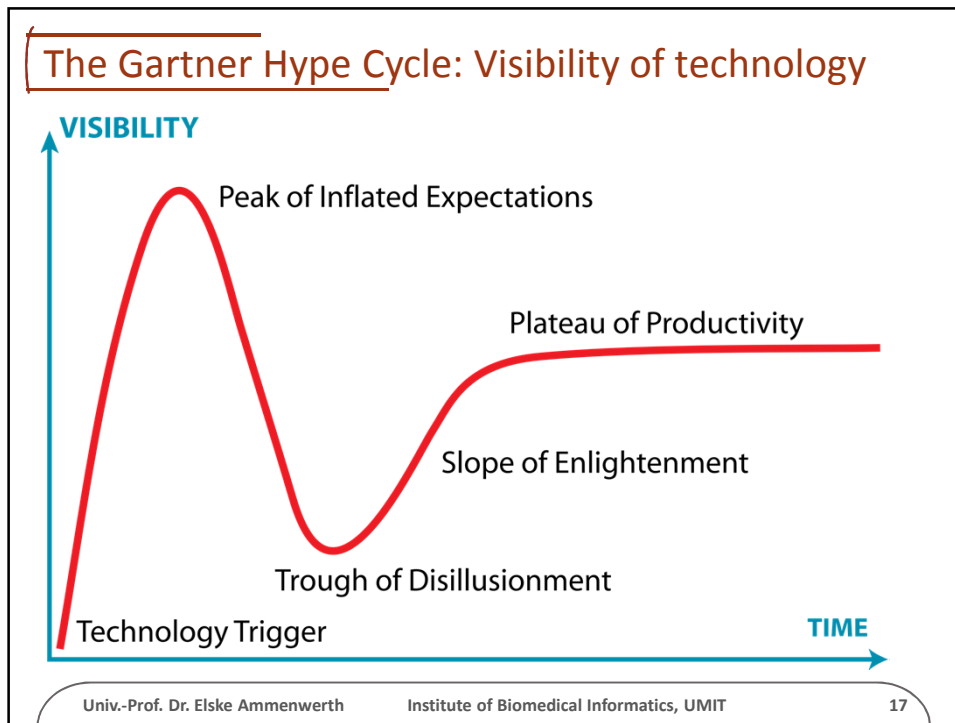 The Gartner Hype Cycle: Visibility of technology
VISIBILITY
Peak of Inflated Expectations
Plateau of Productivity
Slope of Enlightenment
Trough of Disillusionment
Technology Trigger
TIME
Univ.-Prof. Dr. Elske Ammenwerth Institute of Biomedical Informatics, UMIT 17